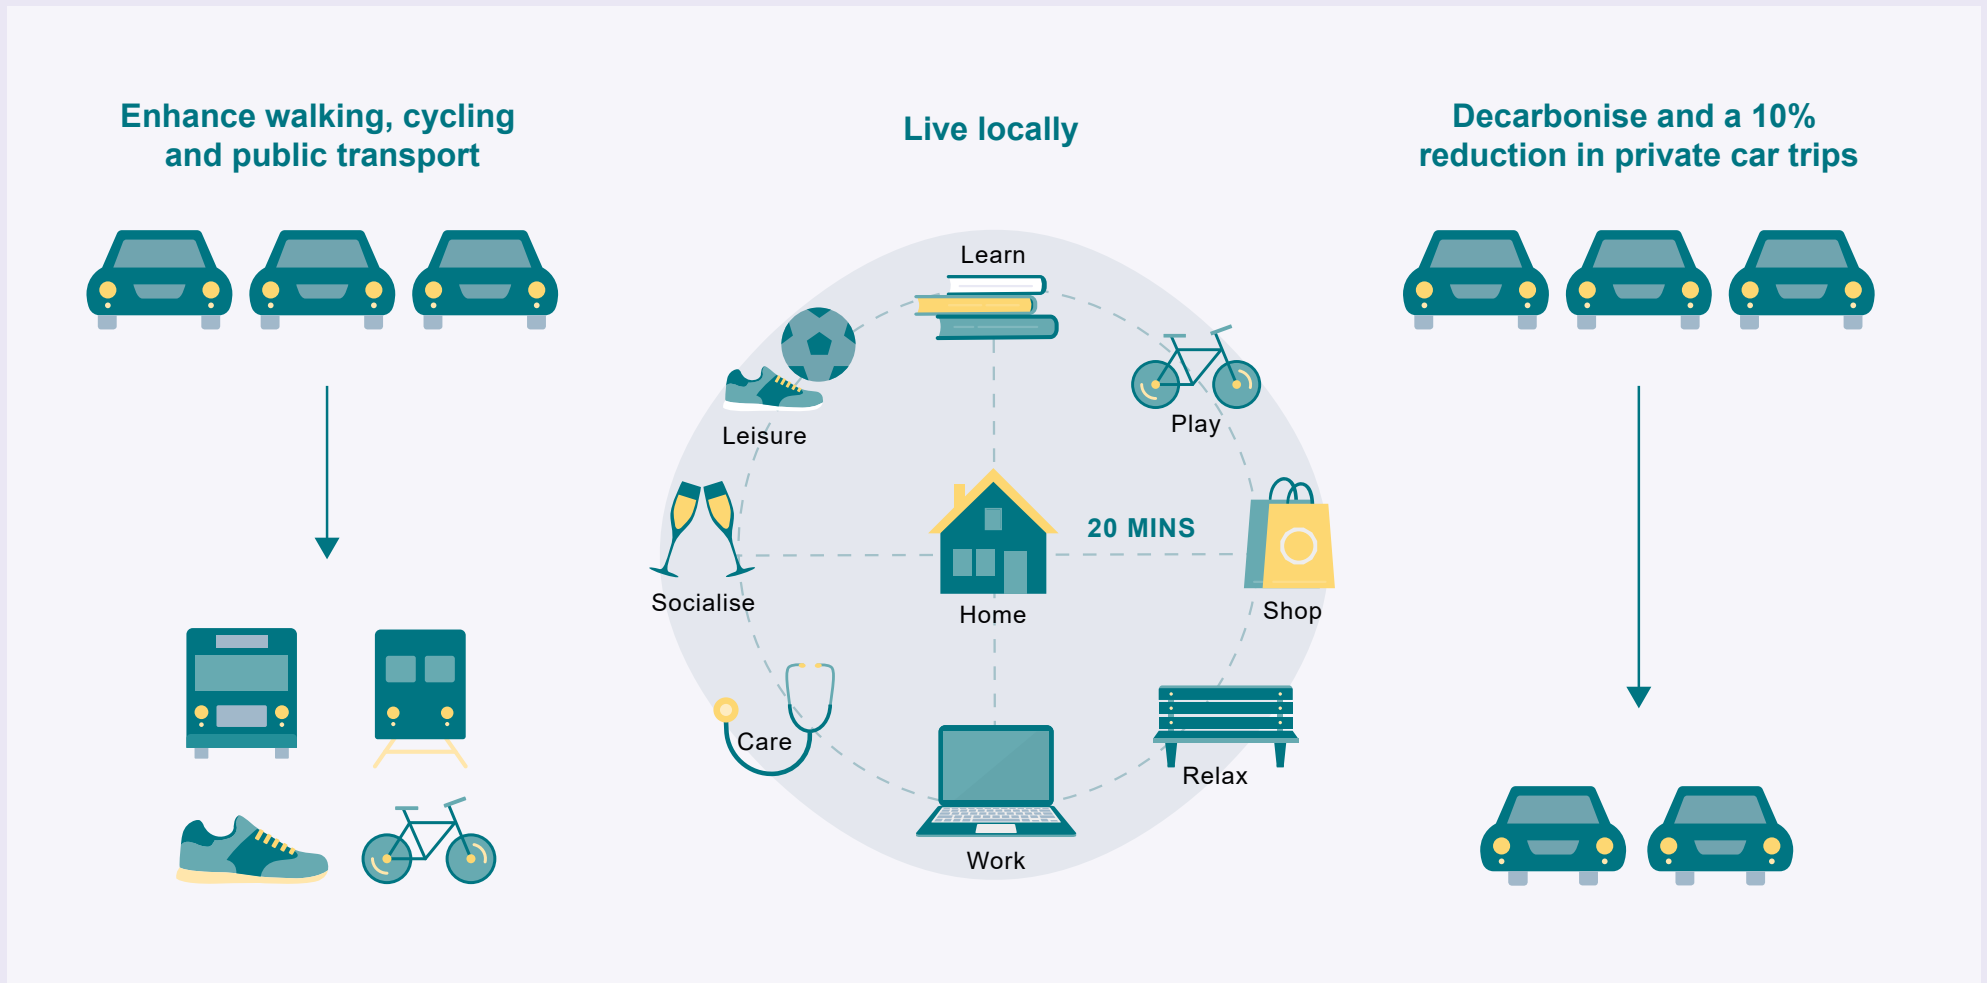 Enhance walking, cycling
and public transport
Live locally
Decarbonise and a 10%
reduction in private car trips
Learn
Play
Leisure
20 MINS
Socialise
Home
Shop
Care
Relax
Work